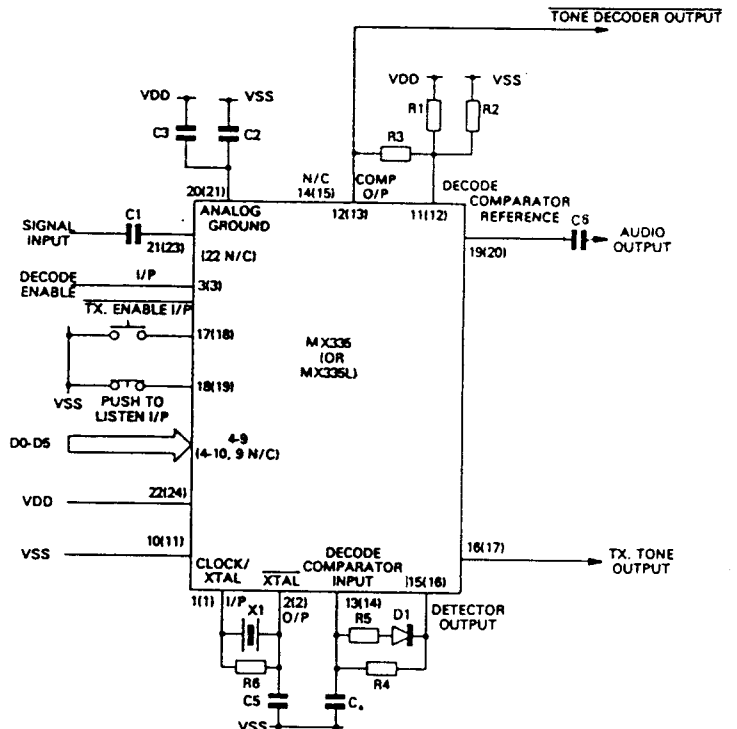 TONE DECODER OUTPUT
VDD VSS
R1 R2
VDD VSS
R3
C3 C2
N/C
14(15)
COMP
O/P
DECODE
COMPARATOR
REFERENCE
20(21)
12(13)
11(12)
C1
ANALOG
GROUND
C6
SIGNAL
INPUT
21(23)
AUDIO
OUTPUT
19(20)
(22 N/C)
DECODE
ENABLE
I/P
3(3)
TX. ENABLE I/P
17(18)
MX335
(OR
MX335L)
18(19)
VSS
PUSH TO
LISTEN I/P
D0-D5
4-9
(4-10, 9 N/C)
22(24)
VDD
10(11)
VSS
16(17)
TX. TONE
OUTPUT
CLOCK/
XTAL
XTAL
DECODE
COMPARATOR
INPUT
15(16)
1(1) I/P
2(2)
O/P
13(14)
DETECTOR
OUTPUT
X1
R5
D1
R6
R4
C5
VSS